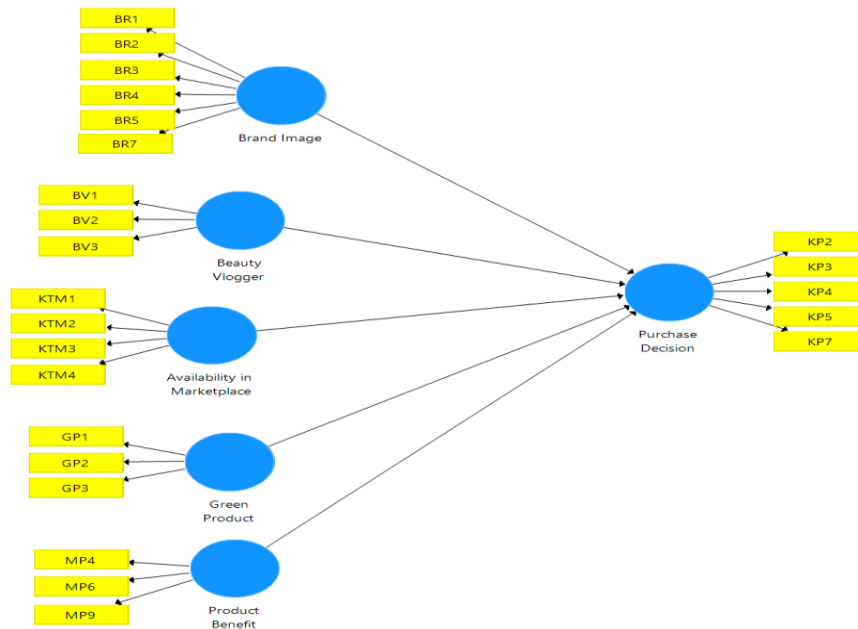 BR1
BR2
BR3
BR4
BR5
BR7
Brand Image
BV1
BV2
BV3
Beauty
Vlogger
KTM1
KTM2
KTM3
KTM4
Availability in
Marketplace
GP1
GP2
GP3
Green
Product
MP4
MP6
MP9
Product
Benefit
KP2
KP3
KP4
KP5
KP7
Purchase
Decision